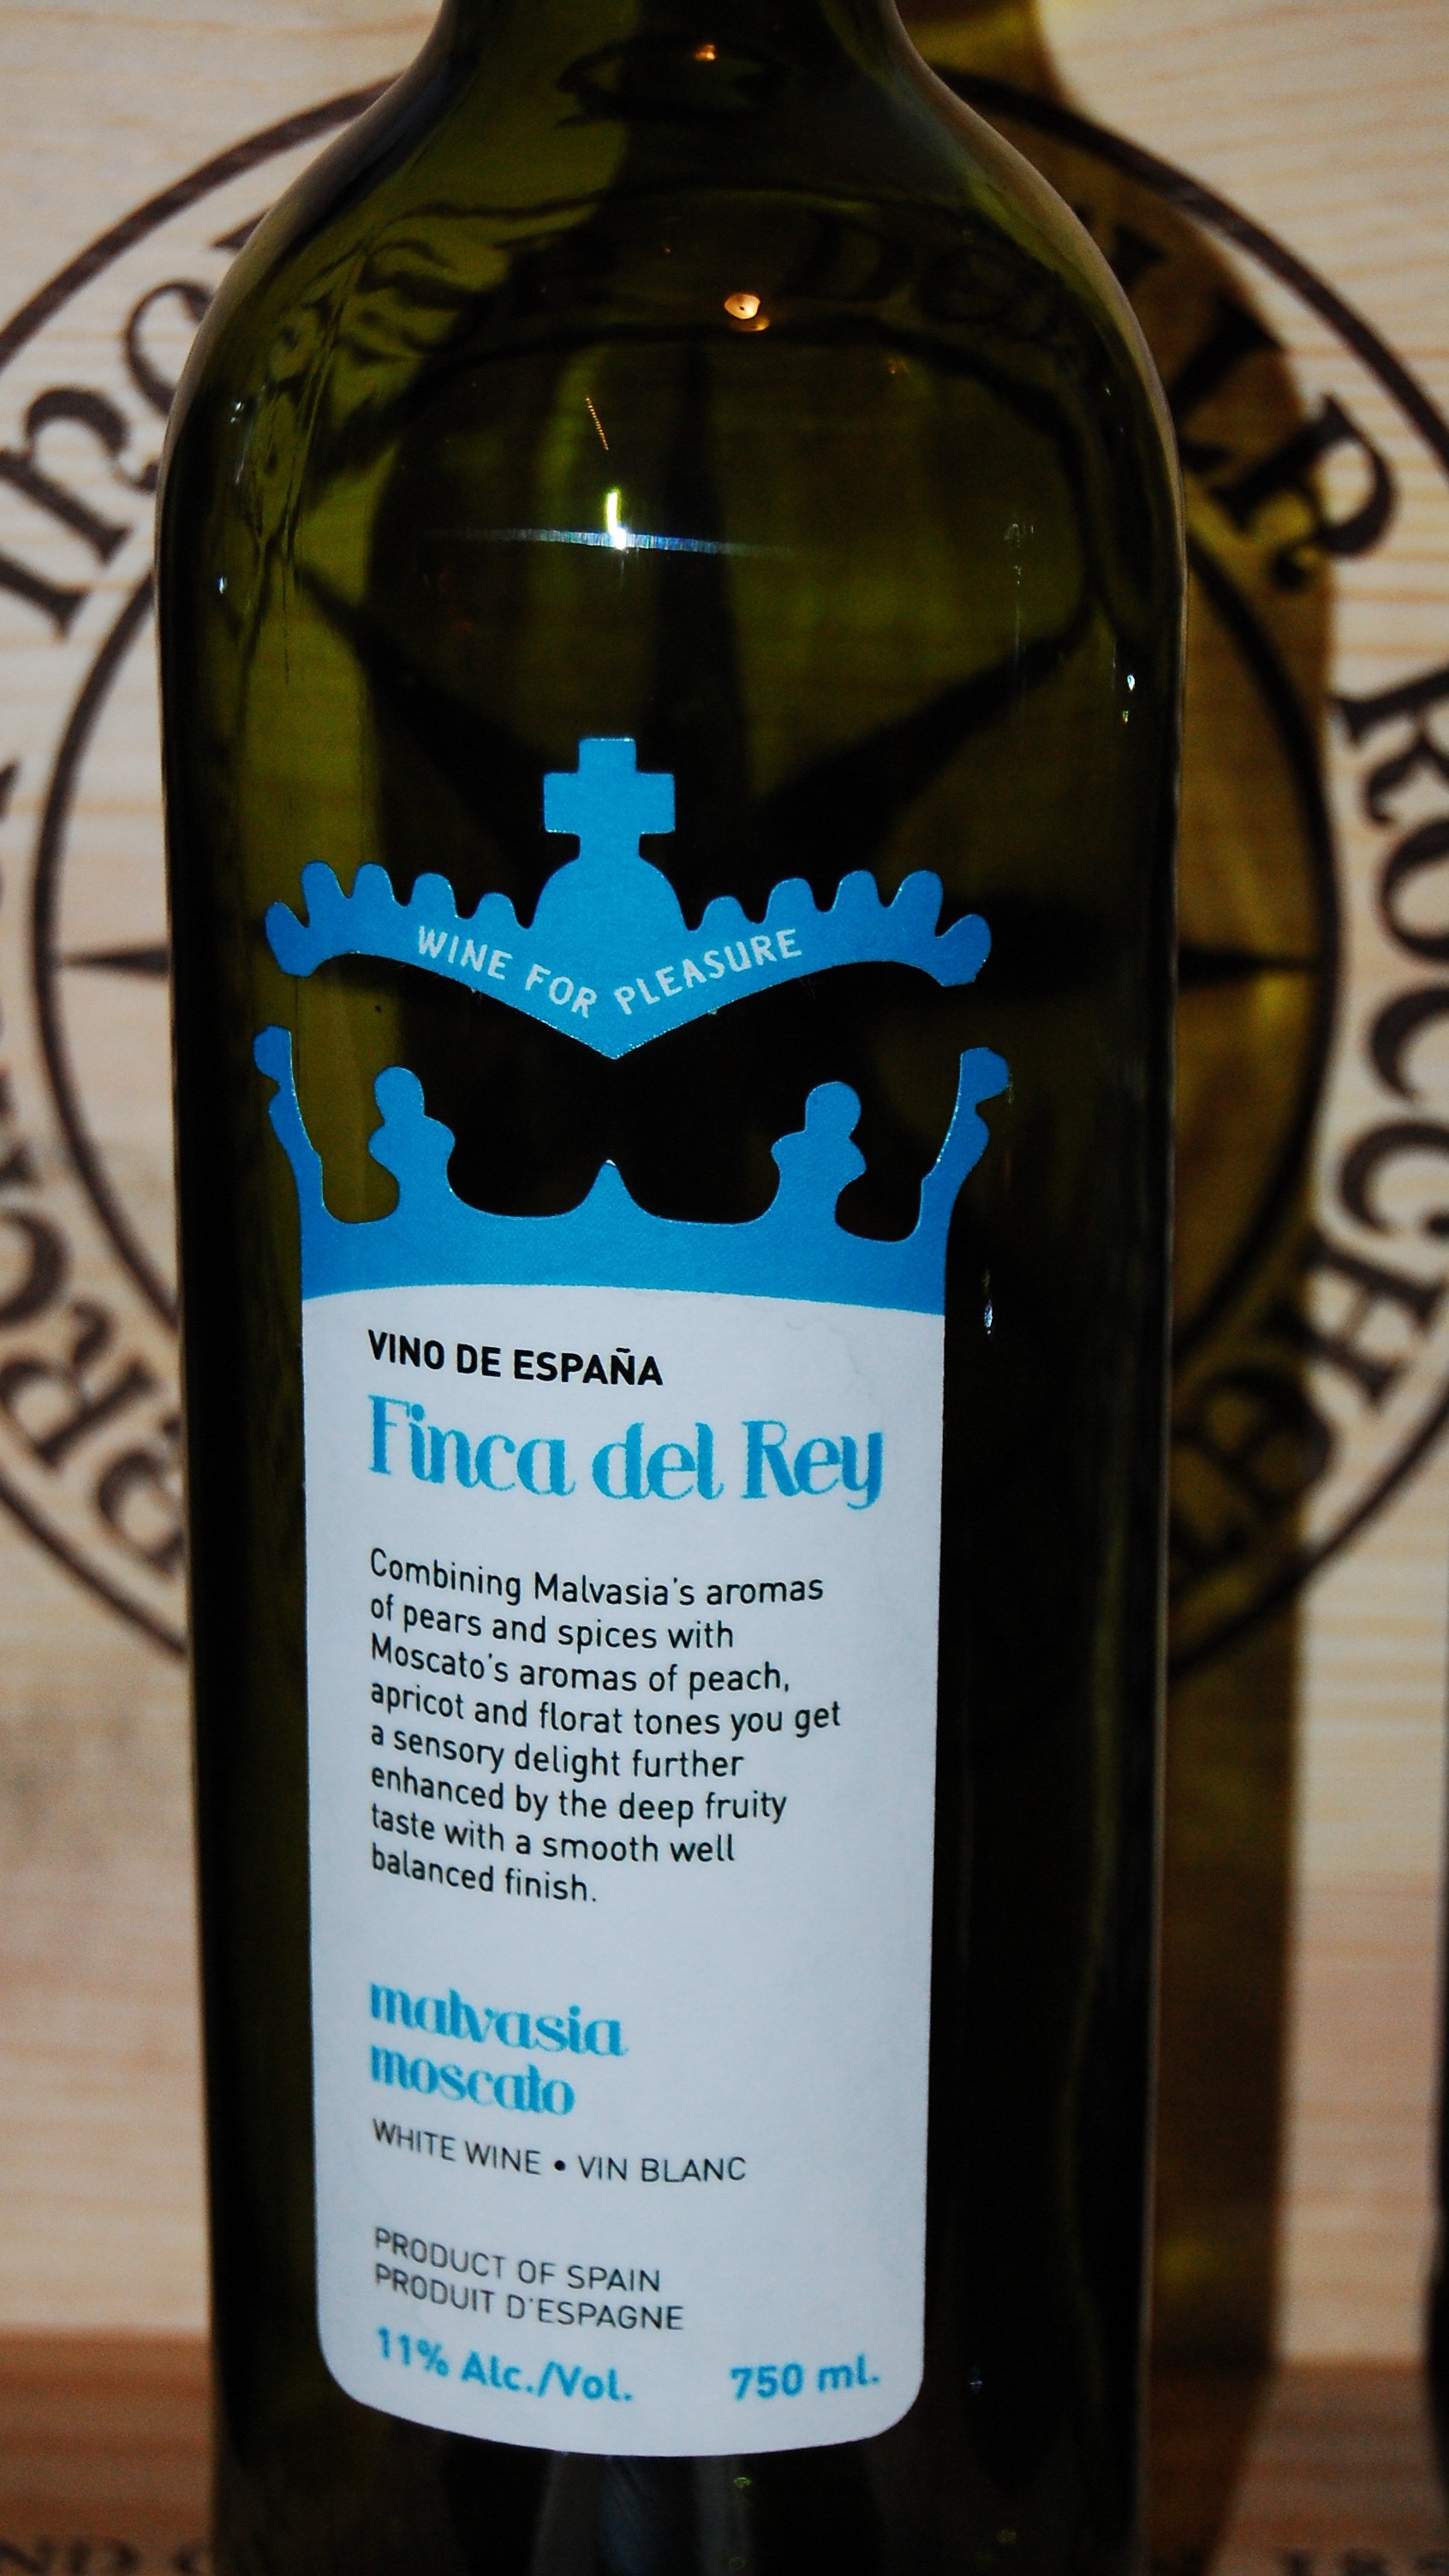 WINE FOR PLEASURE
VINO DE ESPAÑA
Finca del Rey
Combining Malvasia's aromas
of pears and spices with
Moscato's aromas of peach,
apricot and florat tones you get
a sensory delight further
enhanced by the deep fruity
taste with a smooth well
balanced finish.
malvasia
moscato
WHITE WINE • VIN BLANC
PRODUCT OF SPAIN
PRODUIT D'ESPAGNE
11% Alc./Vol. 750 ml.